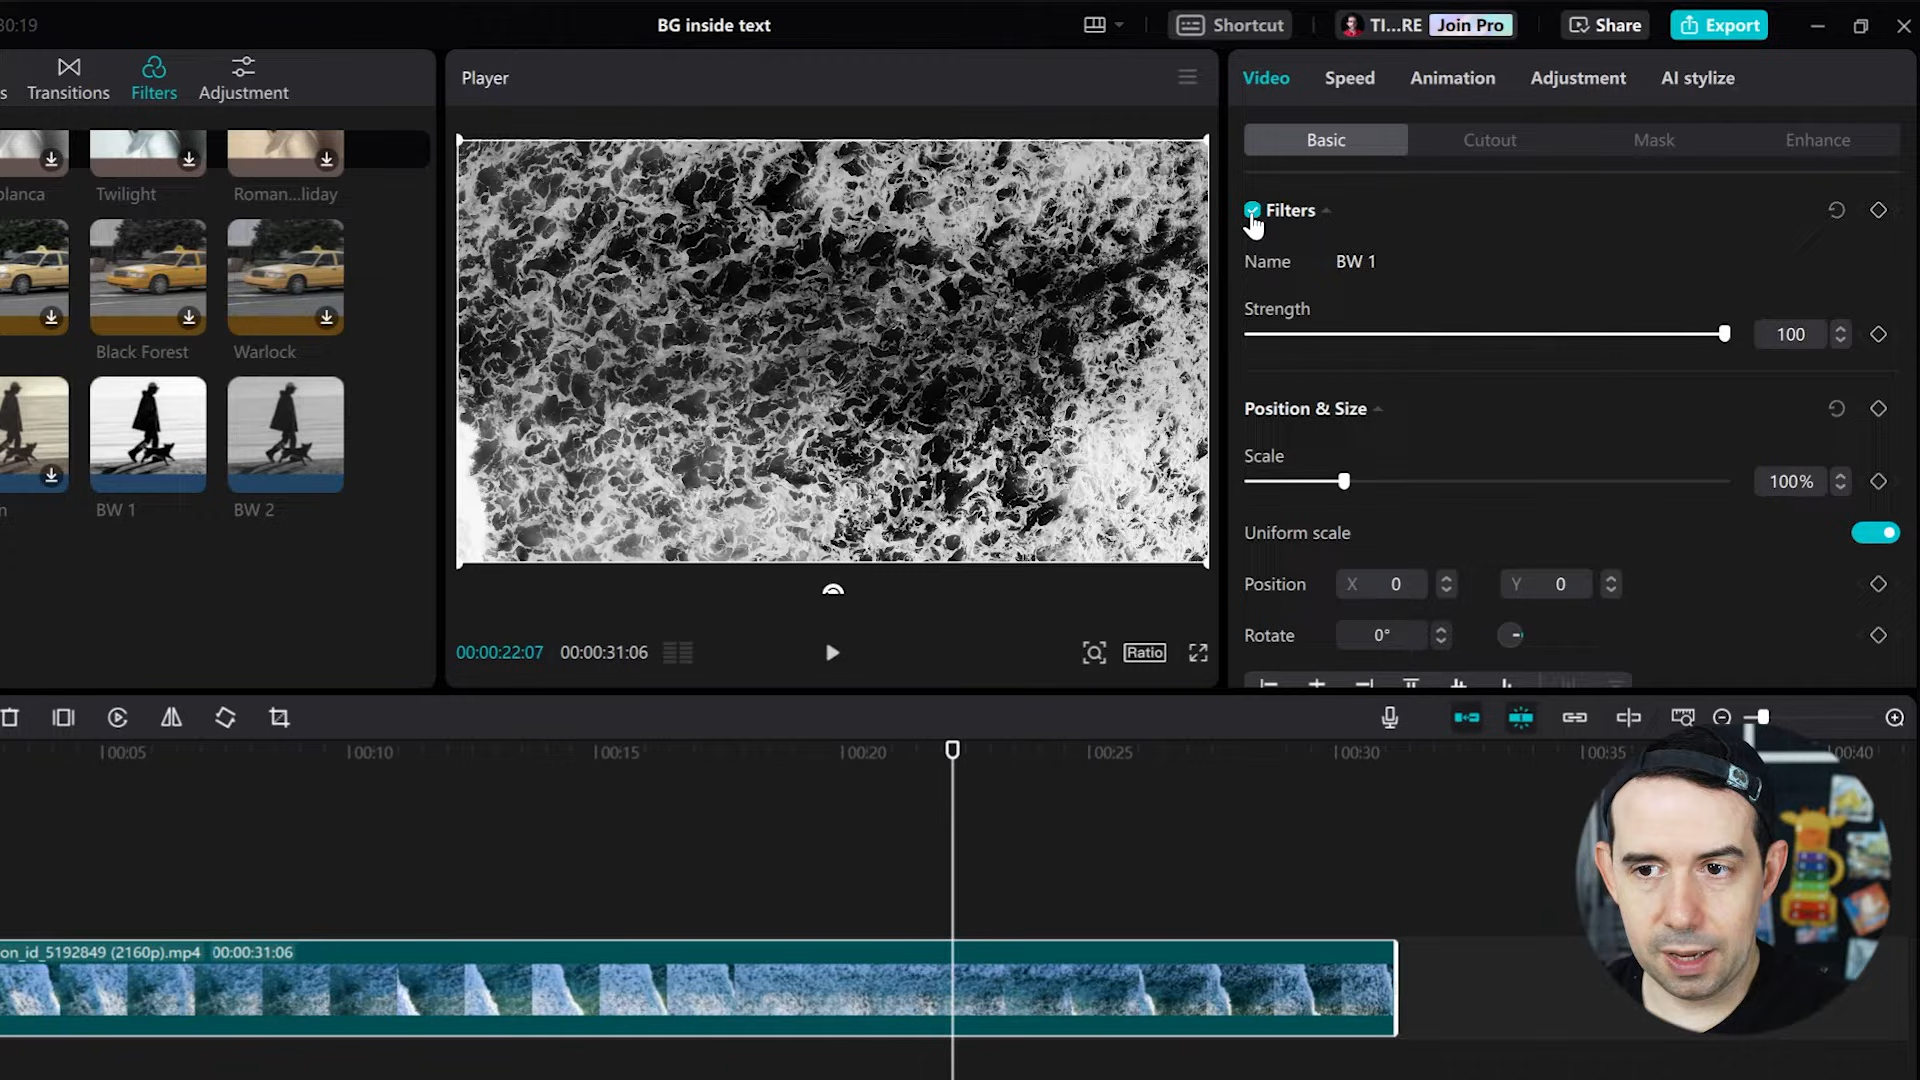 30:19
BG inside text
Shortcut
TI...RE
Join Pro
Share
Export
s
Transitions
Filters
Adjustment
Player
Video
Speed
Animation
Adjustment
AI stylize
Basic
Cutout
Mask
Enhance
blanca
Twilight
Roman...liday
Black Forest
Warlock
n
BW 1
BW 2
Filters
Name
BW 1
Strength
100
Position & Size
Scale
100%
Uniform scale
Position
X 0
Y 0
Rotate
0°
00:00:22:07
00:00:31:06
Ratio
00:05
00:10
00:15
00:20
00:25
00:30
00:35
00:40
on_id_5192849 (2160p).mp4 00:00:31:06